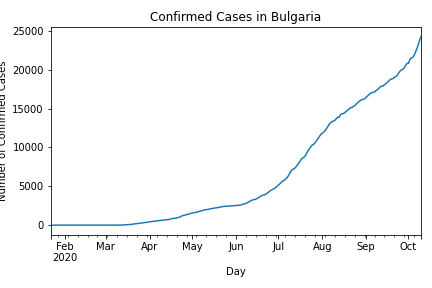 Confirmed Cases in Bulgaria
Number of Confirmed Cases
25000
20000
15000
10000
5000
0
Feb Mar Apr May Jun Jul Aug Sep Oct
2020
Day